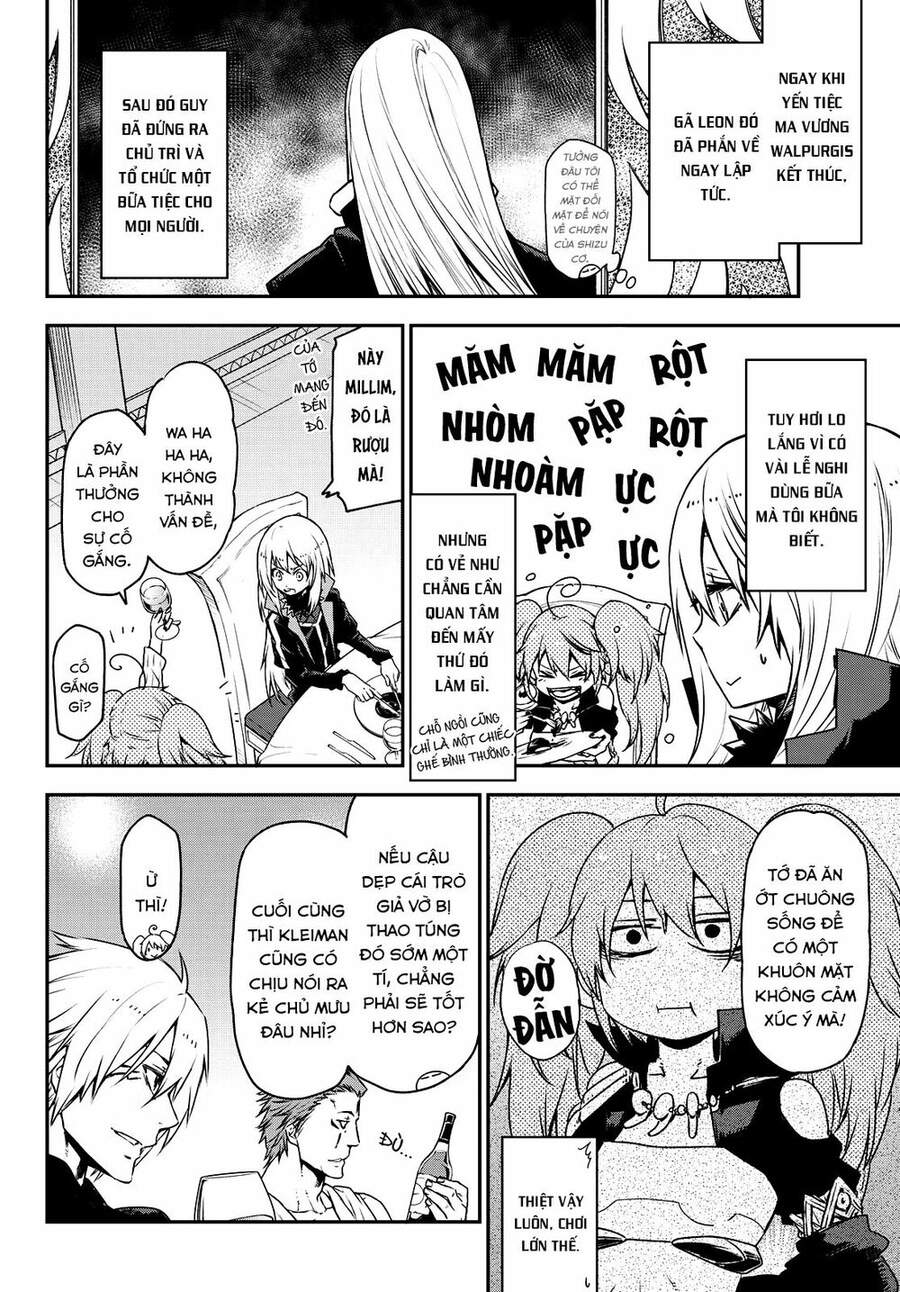 NGAY KHI
YẾN TIỆC
MA VƯƠNG
WALPURGIS
KẾT THÚC,
GÃ LEON ĐÓ
ĐÃ PHẮN VỀ
NGAY LẬP
TỨC.
TƯỞNG
ĐÂU TÔI
CÓ THỂ
MẶT ĐỐI
MẶT ĐỂ NÓI
VỀ CHUYỆN
CỦA SHIZU
CƠ.
SAU ĐÓ GUY
ĐÃ ĐỨNG RA
CHỦ TRÌ VÀ
TỔ CHỨC MỘT
BỮA TIỆC CHO
MỌI NGƯỜI.
TUY HƠI LO
LẮNG VÌ CÓ
VÀI LỄ NGHI
DÙNG BỮA
MÀ TÔI KHÔNG
BIẾT.
MĂM MĂM RỘT
NHÒM PẶP RỘT
NHOÀM ỰC
PẶP ỰC
NHƯNG
CÓ VẺ NHƯ
CHẲNG CẦN
QUAN TÂM
ĐẾN MẤY
THỨ ĐÓ
LÀM GÌ.
CHỖ NGỒI CŨNG
CHỈ LÀ MỘT CHIẾC
GHẾ BÌNH THƯỜNG.
NÀY
MILLIM,
ĐÓ LÀ
RƯỢU
MÀ!
CỦA
TỚ
MANG
ĐẾN
ĐÓ.
WA HA
HA HA,
KHÔNG
THÀNH
VẤN ĐỀ,
ĐÂY
LÀ PHẦN
THƯỞNG
CHO
SỰ CỐ
GẮNG.
CỐ
GẮNG
GÌ?
TỚ ĐÃ ĂN
ỚT CHUÔNG
SỐNG ĐỂ
CÓ MỘT
KHUÔN MẶT
KHÔNG CẢM
XÚC Ý MÀ!
ĐỜ
ĐẪN
THIỆT VẬY
LUÔN, CHƠI
LỚN THẾ.
NẾU CẬU
DẸP CÁI TRÒ
GIẢ VỜ BỊ
THAO TÚNG
ĐÓ SỚM MỘT
TÍ, CHẲNG
PHẢI SẼ TỐT
HƠN SAO?
CUỐI CÙNG
THÌ KLEIMAN
CŨNG CÓ
CHỊU NÓI RA
KẺ CHỦ MƯU
ĐÂU NHỈ?
Ừ
THÌ!
ĐÙ...